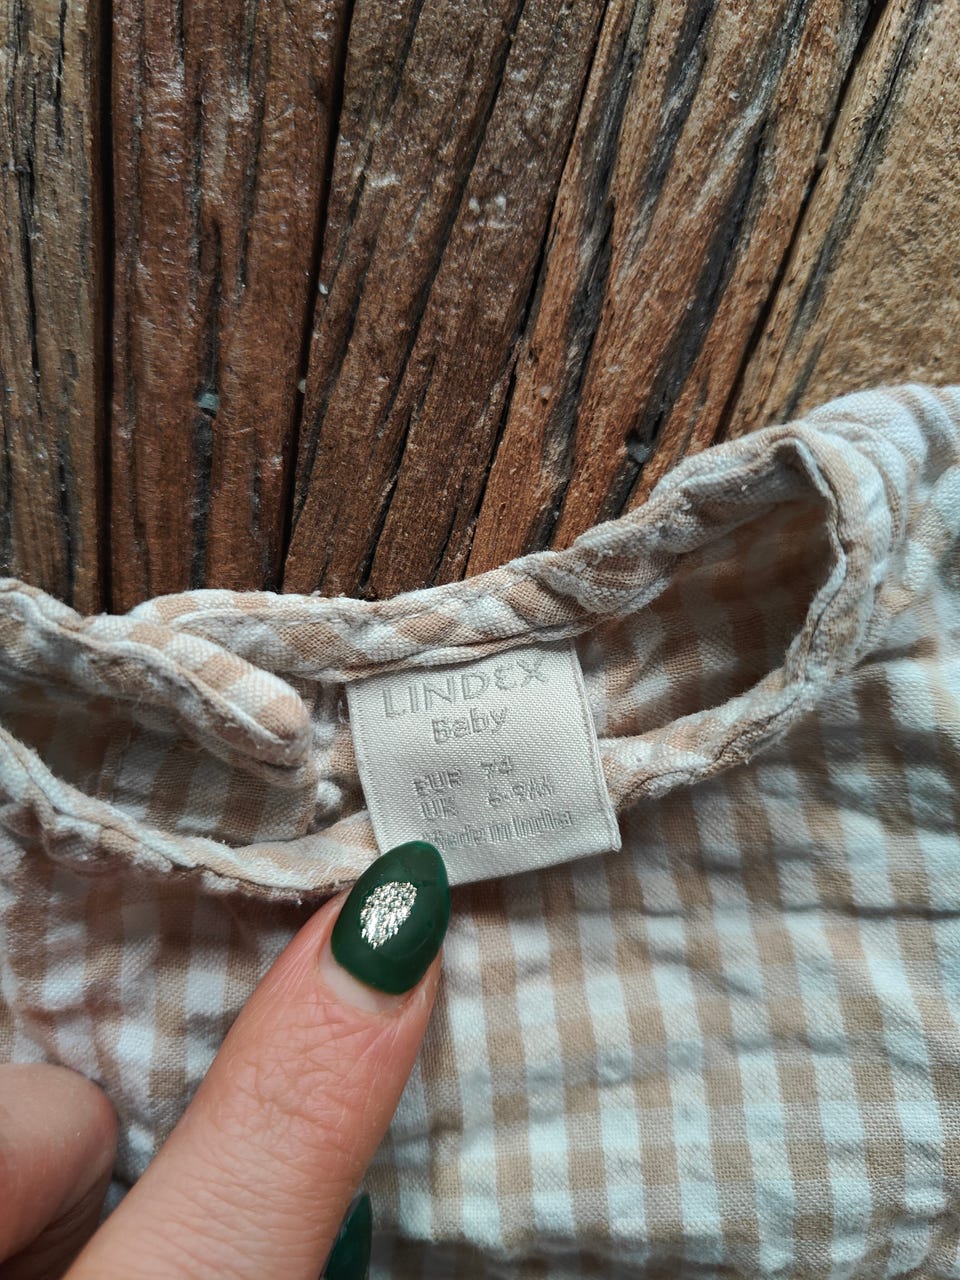 LINDEX
Baby
EUR 74
UK 6-9M
Made in India